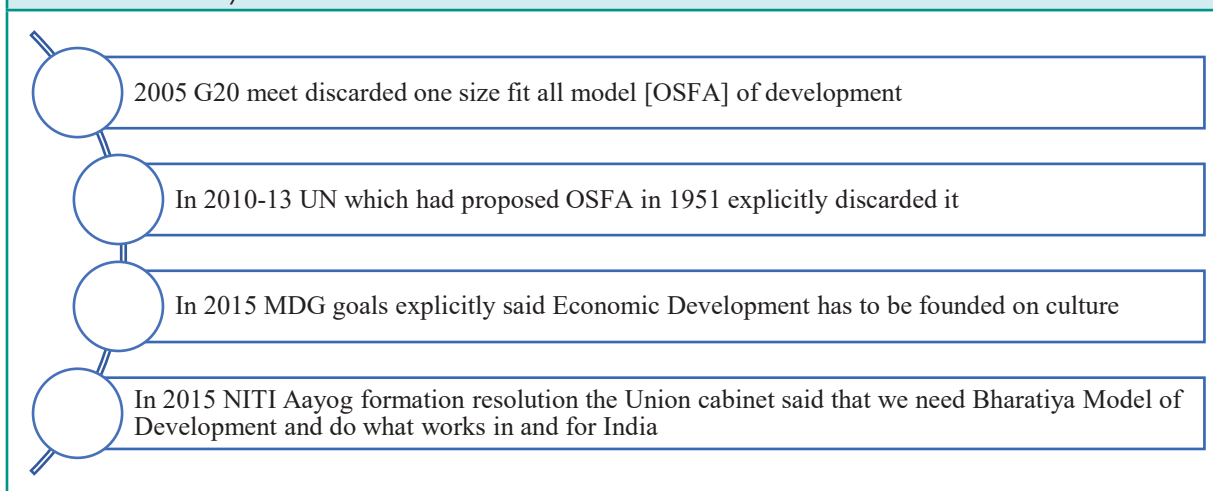 2005 G20 meet discarded one size fit all model [OSFA] of development
In 2010-13 UN which had proposed OSFA in 1951 explicitly discarded it
In 2015 MDG goals explicitly said Economic Development has to be founded on culture
In 2015 NITI Aayog formation resolution the Union cabinet said that we need Bharatiya Model of
Development and do what works in and for India